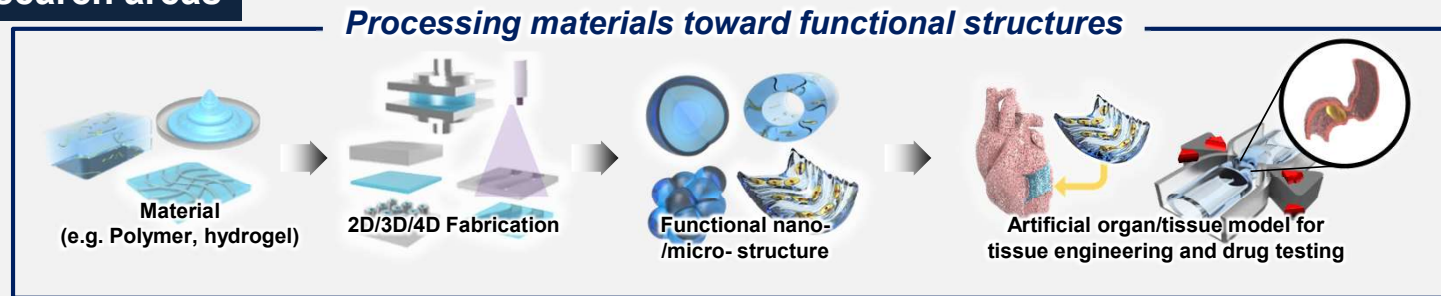 areas
Processing materials toward functional structures
Material
(e.g. Polymer, hydrogel)
2D/3D/4D Fabrication
Functional nano-
/micro- structure
Artificial organ/tissue model for
tissue engineering and drug testing